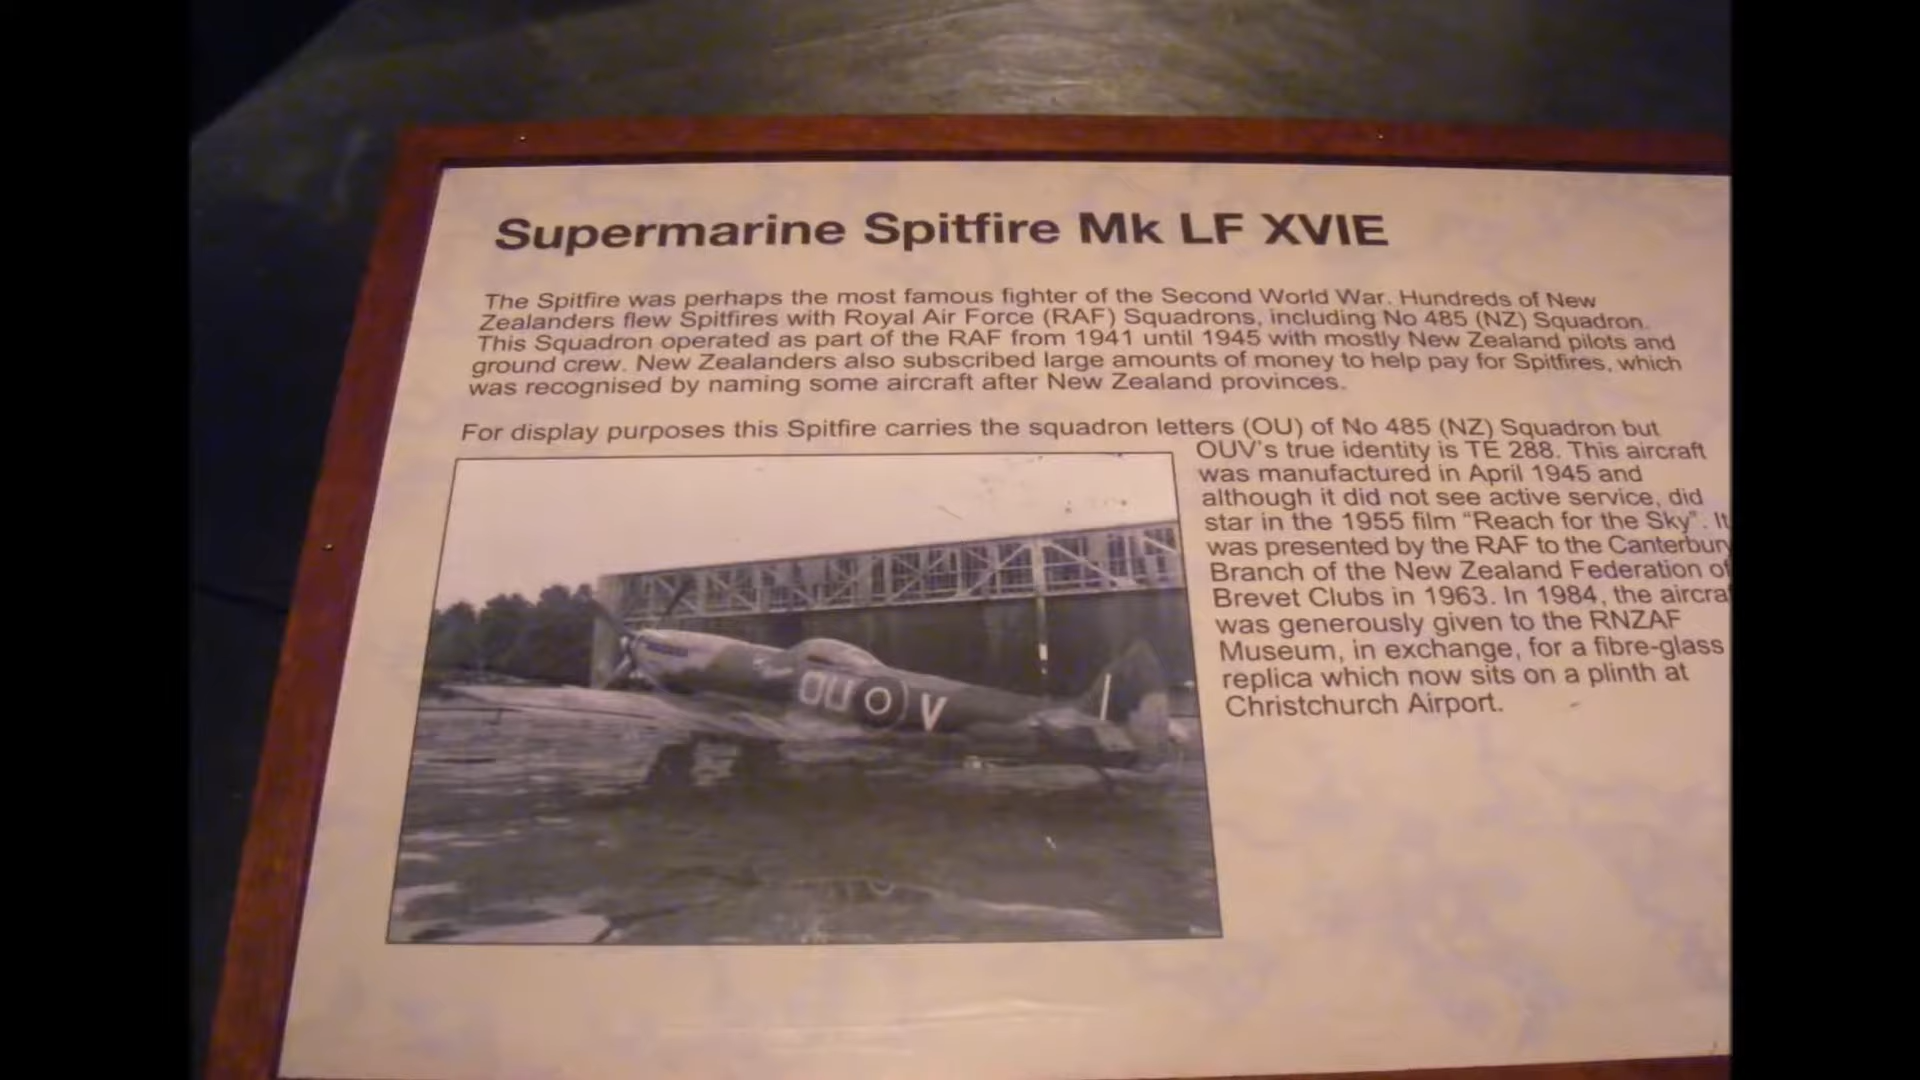 Supermarine Spitfire Mk LF XVIE
The Spitfire was perhaps the most famous fighter of the Second World War. Hundreds of New
Zealanders flew Spitfires with Royal Air Force (RAF) Squadrons, including No 485 (NZ) Squadron.
This Squadron operated as part of the RAF from 1941 until 1945 with mostly New Zealand pilots and
ground crew. New Zealanders also subscribed large amounts of money to help pay for Spitfires, which
was recognised by naming some aircraft after New Zealand provinces.
For display purposes this Spitfire carries the squadron letters (OU) of No 485 (NZ) Squadron but
OUV's true identity is TE 288. This aircraft
was manufactured in April 1945 and
although it did not see active service, did
star in the 1955 film "Reach for the Sky". It
was presented by the RAF to the Canterbury
Branch of the New Zealand Federation of
Brevet Clubs in 1963. In 1984, the aircra
was generously given to the RNZAF
Museum, in exchange, for a fibre-glass
replica which now sits on a plinth at
Christchurch Airport.
OU V